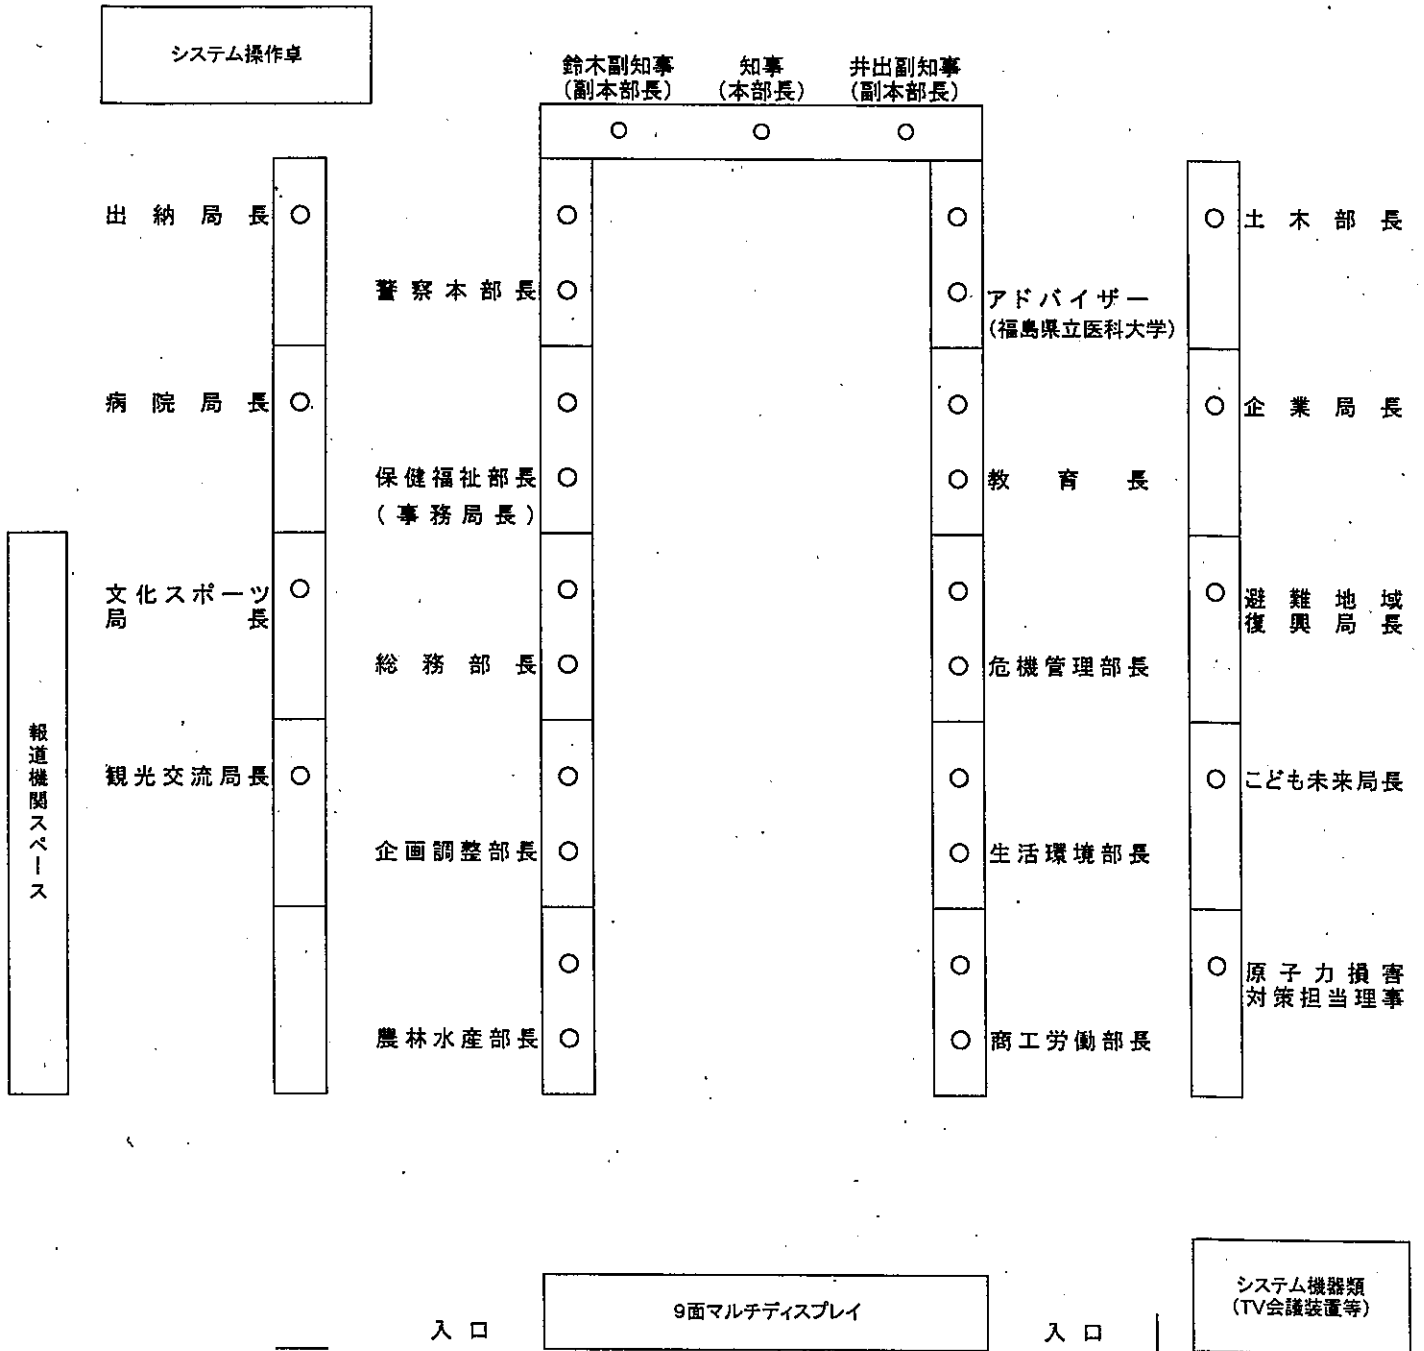 システム操作卓
鈴木副知事
(副本部長)
知事
(本部長)
井出副知事
(副本部長)
出納局長
警察本部長
アドバイザー
(福島県立医科大学)
土木部長
病院局長
保健福祉部長
(事務局長)
教育長
企業局長
文化スポーツ
局長
総務部長
危機管理部長
避難地域
復興局長
報道機関スペース
観光交流局長
企画調整部長
生活環境部長
こども未来局長
農林水産部長
商工労働部長
原子力損害
対策担当理事
入口
9面マルチディスプレイ
入口
システム機器類
(TV会議装置等)